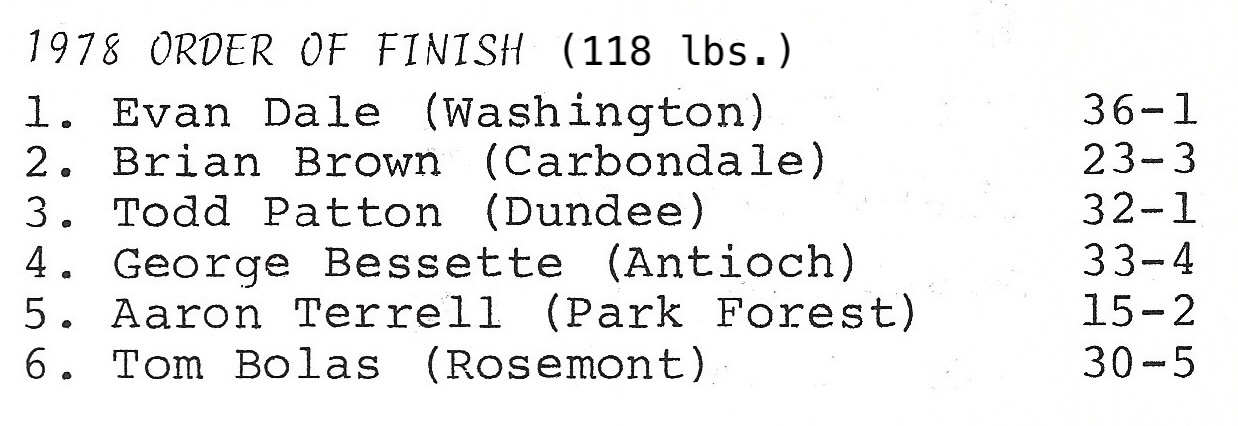 1978 ORDER OF FINISH (118 lbs.)
1. Evan Dale (Washington) 36-1
2. Brian Brown (Carbondale) 23-3
3. Todd Patton (Dundee) 32-1
4. George Bessette (Antioch) 33-4
5. Aaron Terrell (Park Forest) 15-2
6. Tom Bolas (Rosemont) 30-5